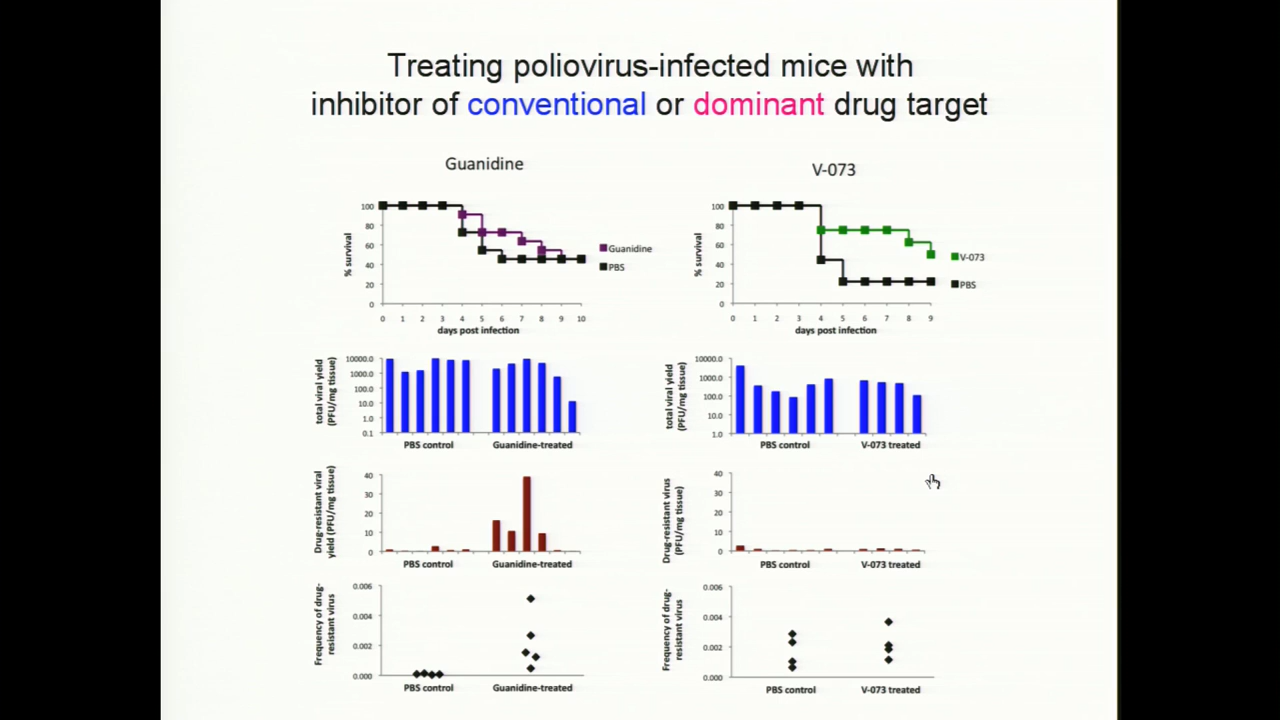 Treating poliovirus-infected mice with
inhibitor of conventional or dominant drug target
Guanidine
% survival
100
80
60
40
20
0
0 1 2 3 4 5 6 7 8 9 10
days post infection
Guanidine
PBS
V-073
% survival
100
80
60
40
20
0
0 1 2 3 4 5 6 7 8 9
days post infection
V-073
PBS
total viral yield
(PFU/mg tissue)
10000.0
1000.0
100.0
10.0
1.0
0.1
PBS control Guanidine-treated
total viral yield
(PFU/mg tissue)
10000.0
1000.0
100.0
10.0
1.0
PBS control V-073 treated
Drug-resistant viral
yield (PFU/mg tissue)
40
30
20
10
0
PBS control Guanidine-treated
Drug-resistant virus
(PFU/mg tissue)
40
30
20
10
0
PBS control V-073 treated
Frequency of drug-
resistant virus
0.006
0.004
0.002
0.000
PBS control Guanidine-treated
Frequency of drug-
resistant virus
0.006
0.004
0.002
0.000
PBS control V-073 treated